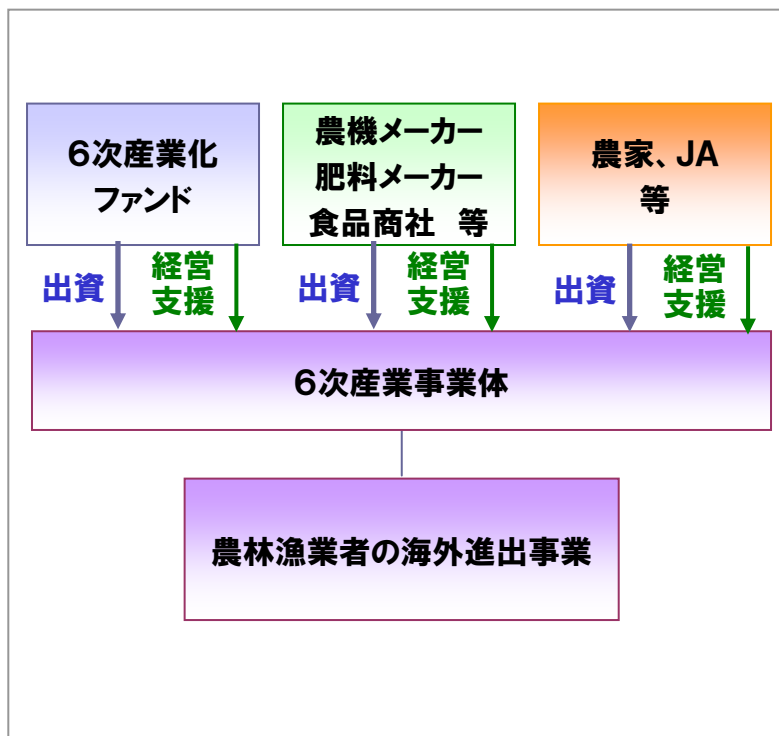 6次産業化
ファンド
農機メーカー
肥料メーカー
食品商社　等
農家、JA
等
出資
経営
支援
出資
経営
支援
出資
経営
支援
6次産業事業体
農林漁業者の海外進出事業